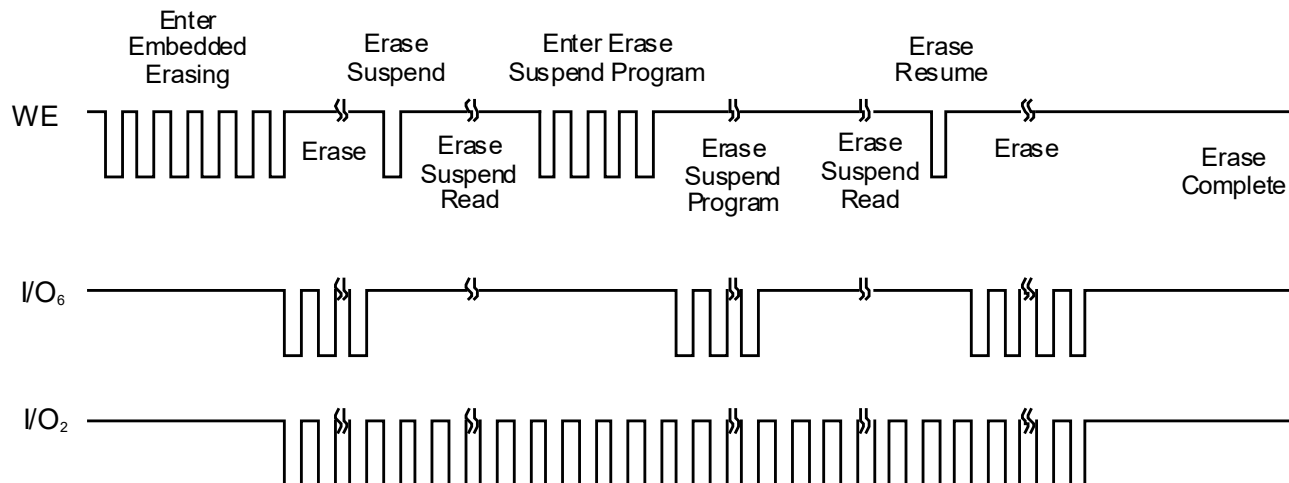 Enter
Embedded
Erasing
Erase
Suspend
Enter Erase
Suspend Program
Erase
Resume
WE
Erase
Erase
Suspend
Read
Erase
Suspend
Program
Erase
Suspend
Read
Erase
Erase
Complete
I/O6
I/O2